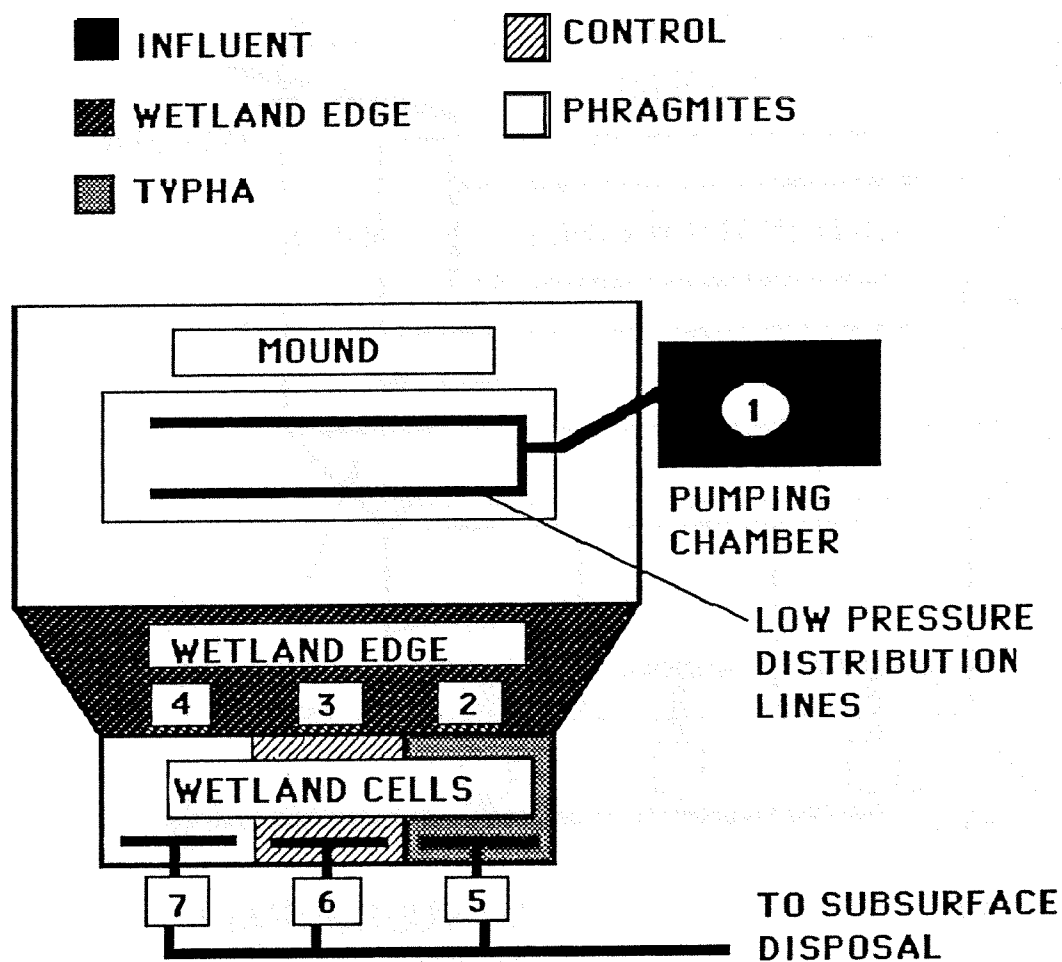 INFLUENT
WETLAND EDGE
TYPHA
CONTROL
PHRAGMITES
MOUND
1
PUMPING
CHAMBER
LOW PRESSURE
DISTRIBUTION
LINES
WETLAND EDGE
4 3 2
WETLAND CELLS
7 6 5
TO SUBSURFACE
DISPOSAL